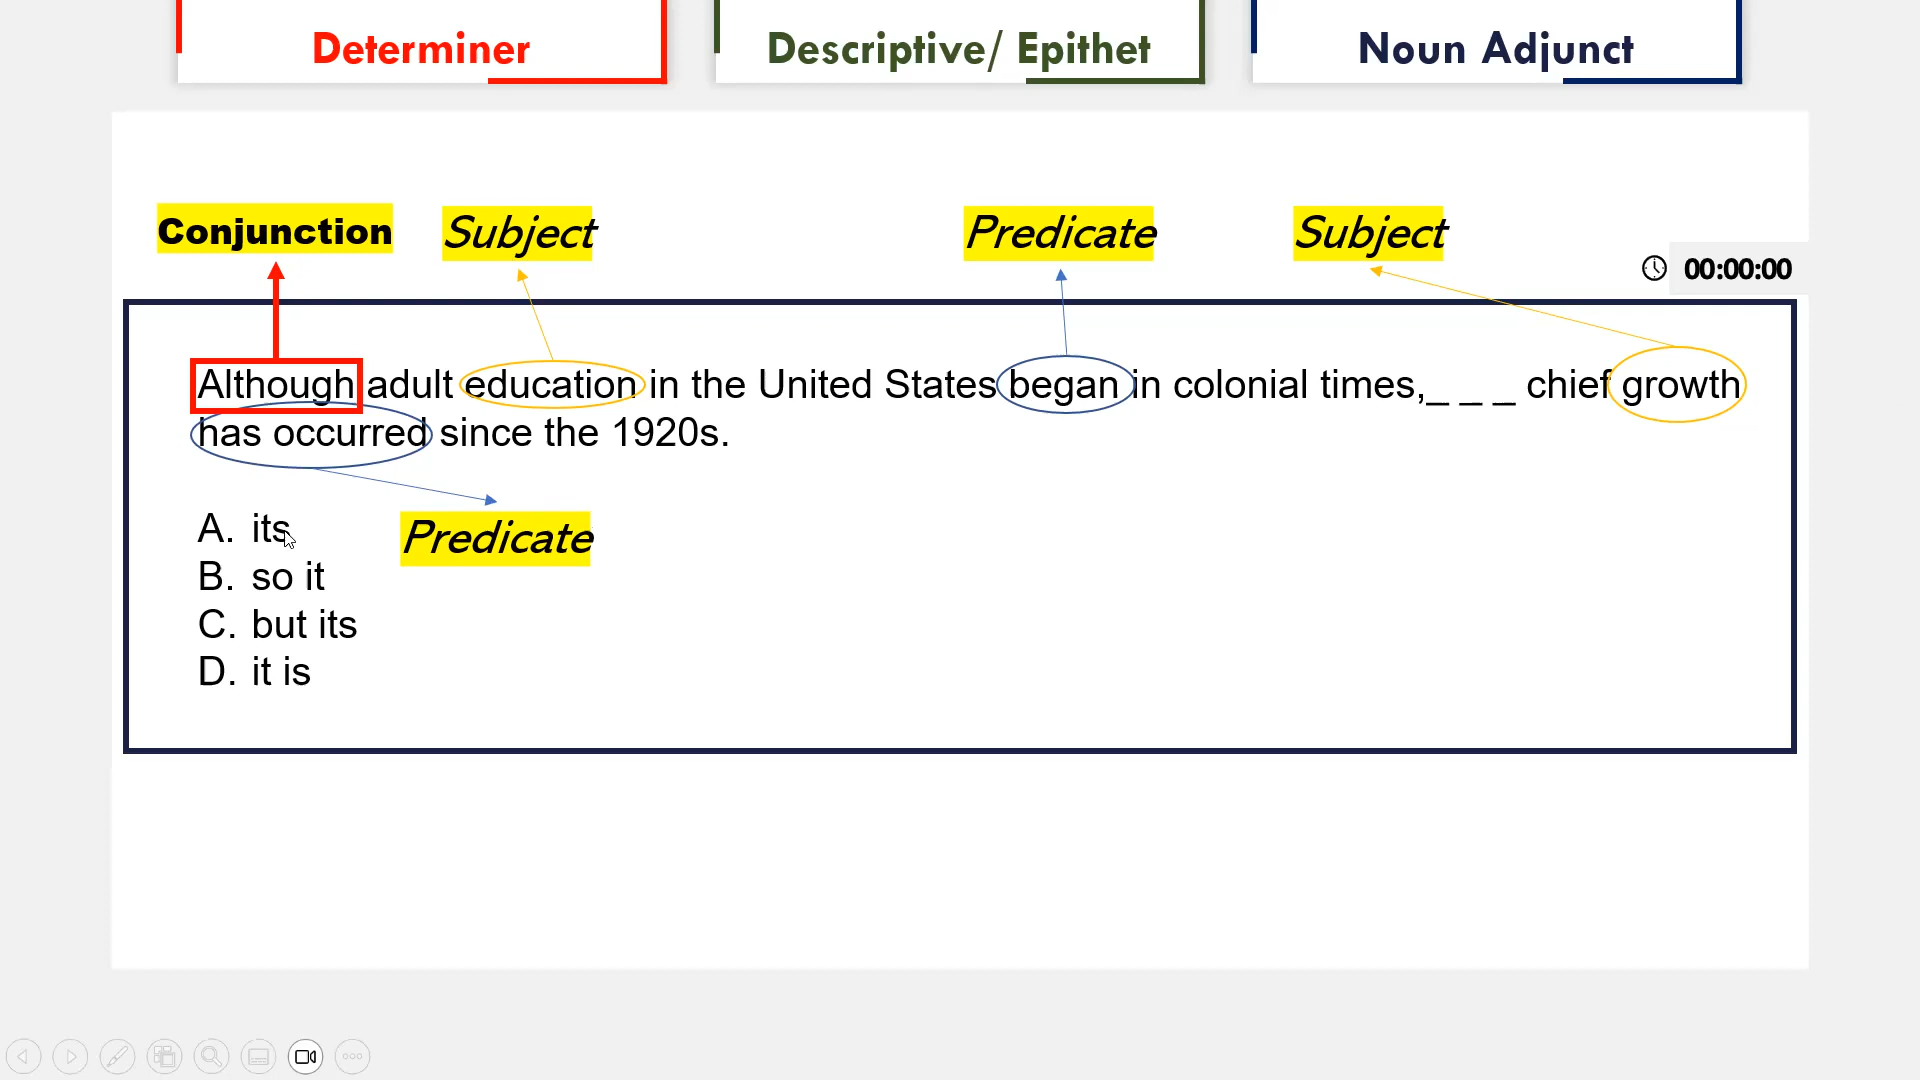 Determiner
Descriptive/ Epithet
Noun Adjunct
Conjunction
Subject
Predicate
Subject
00:00:00
Although adult education in the United States began in colonial times,_ _ _ chief growth
has occurred since the 1920s.
A. its
Predicate
B. so it
C. but its
D. it is